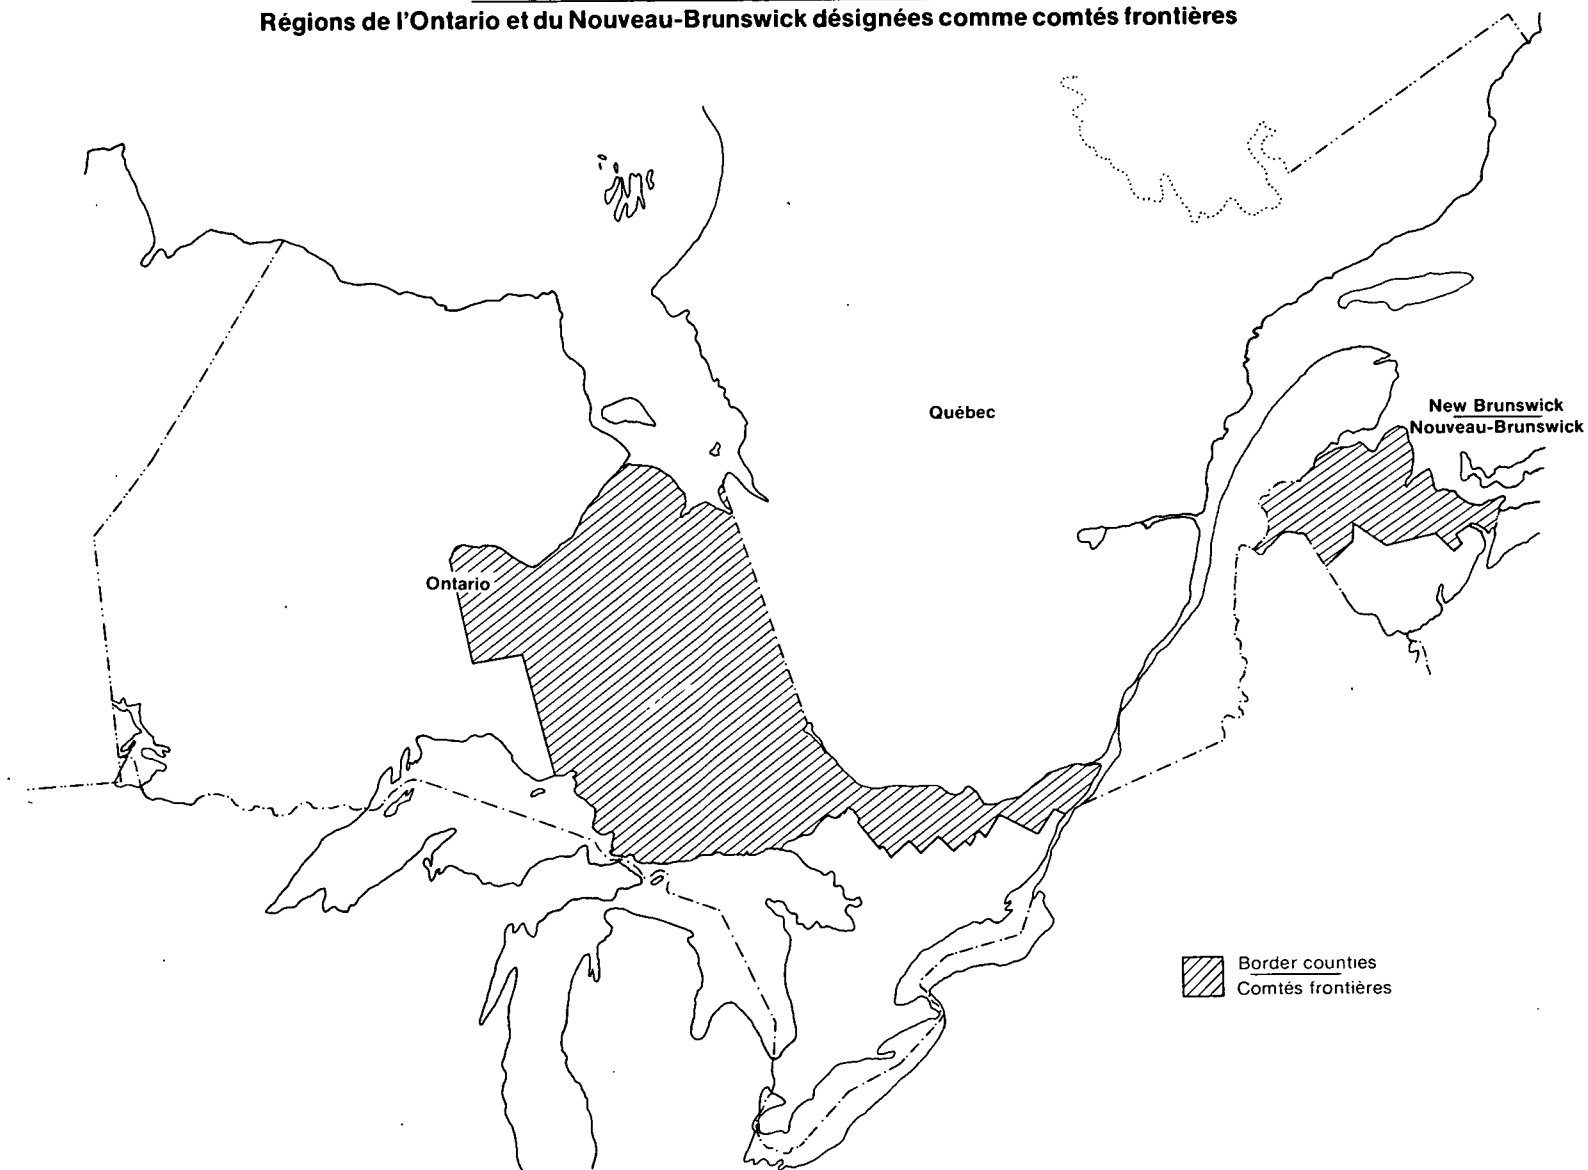 Régions de l'Ontario et du Nouveau-Brunswick désignées comme comtés frontières
Québec
New Brunswick
Nouveau-Brunswick
Ontario
Border counties
Comtés frontières